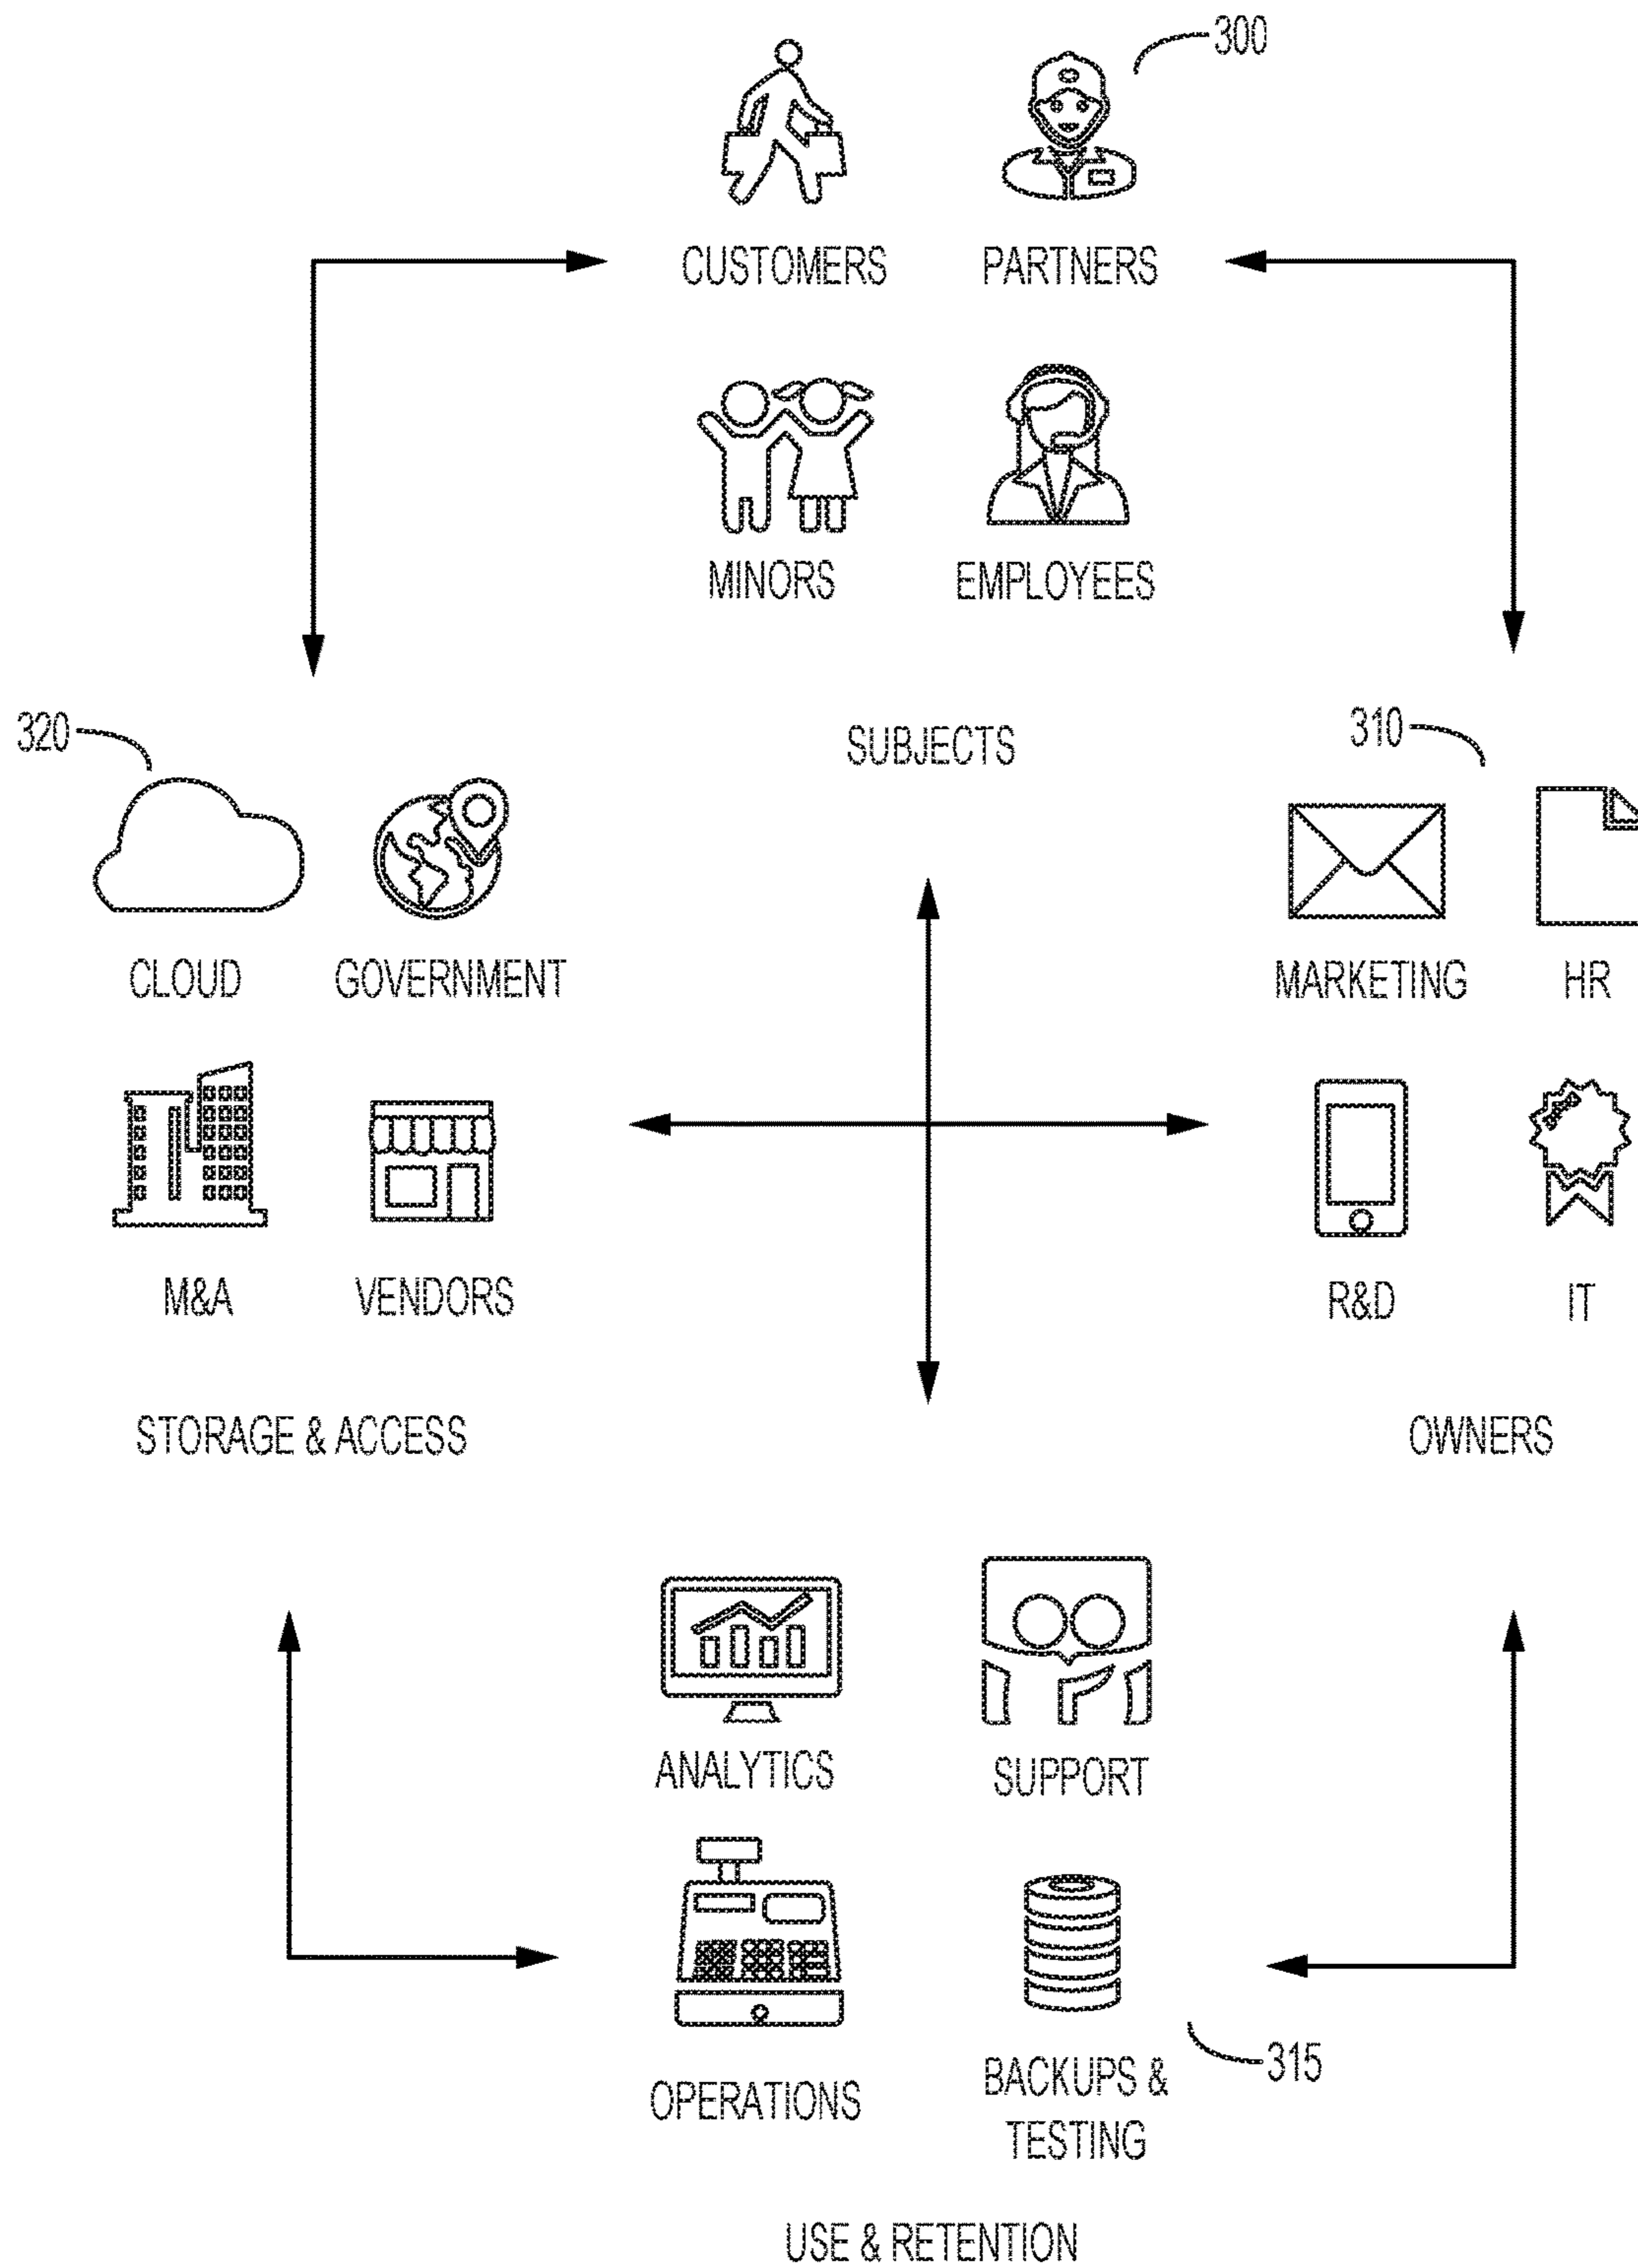 300
CUSTOMERS PARTNERS
MINORS EMPLOYEES
SUBJECTS
320
CLOUD GOVERNMENT
M&A VENDORS
STORAGE & ACCESS
310
MARKETING HR
R&D IT
OWNERS
ANALYTICS SUPPORT
OPERATIONS BACKUPS &
TESTING
315
USE & RETENTION